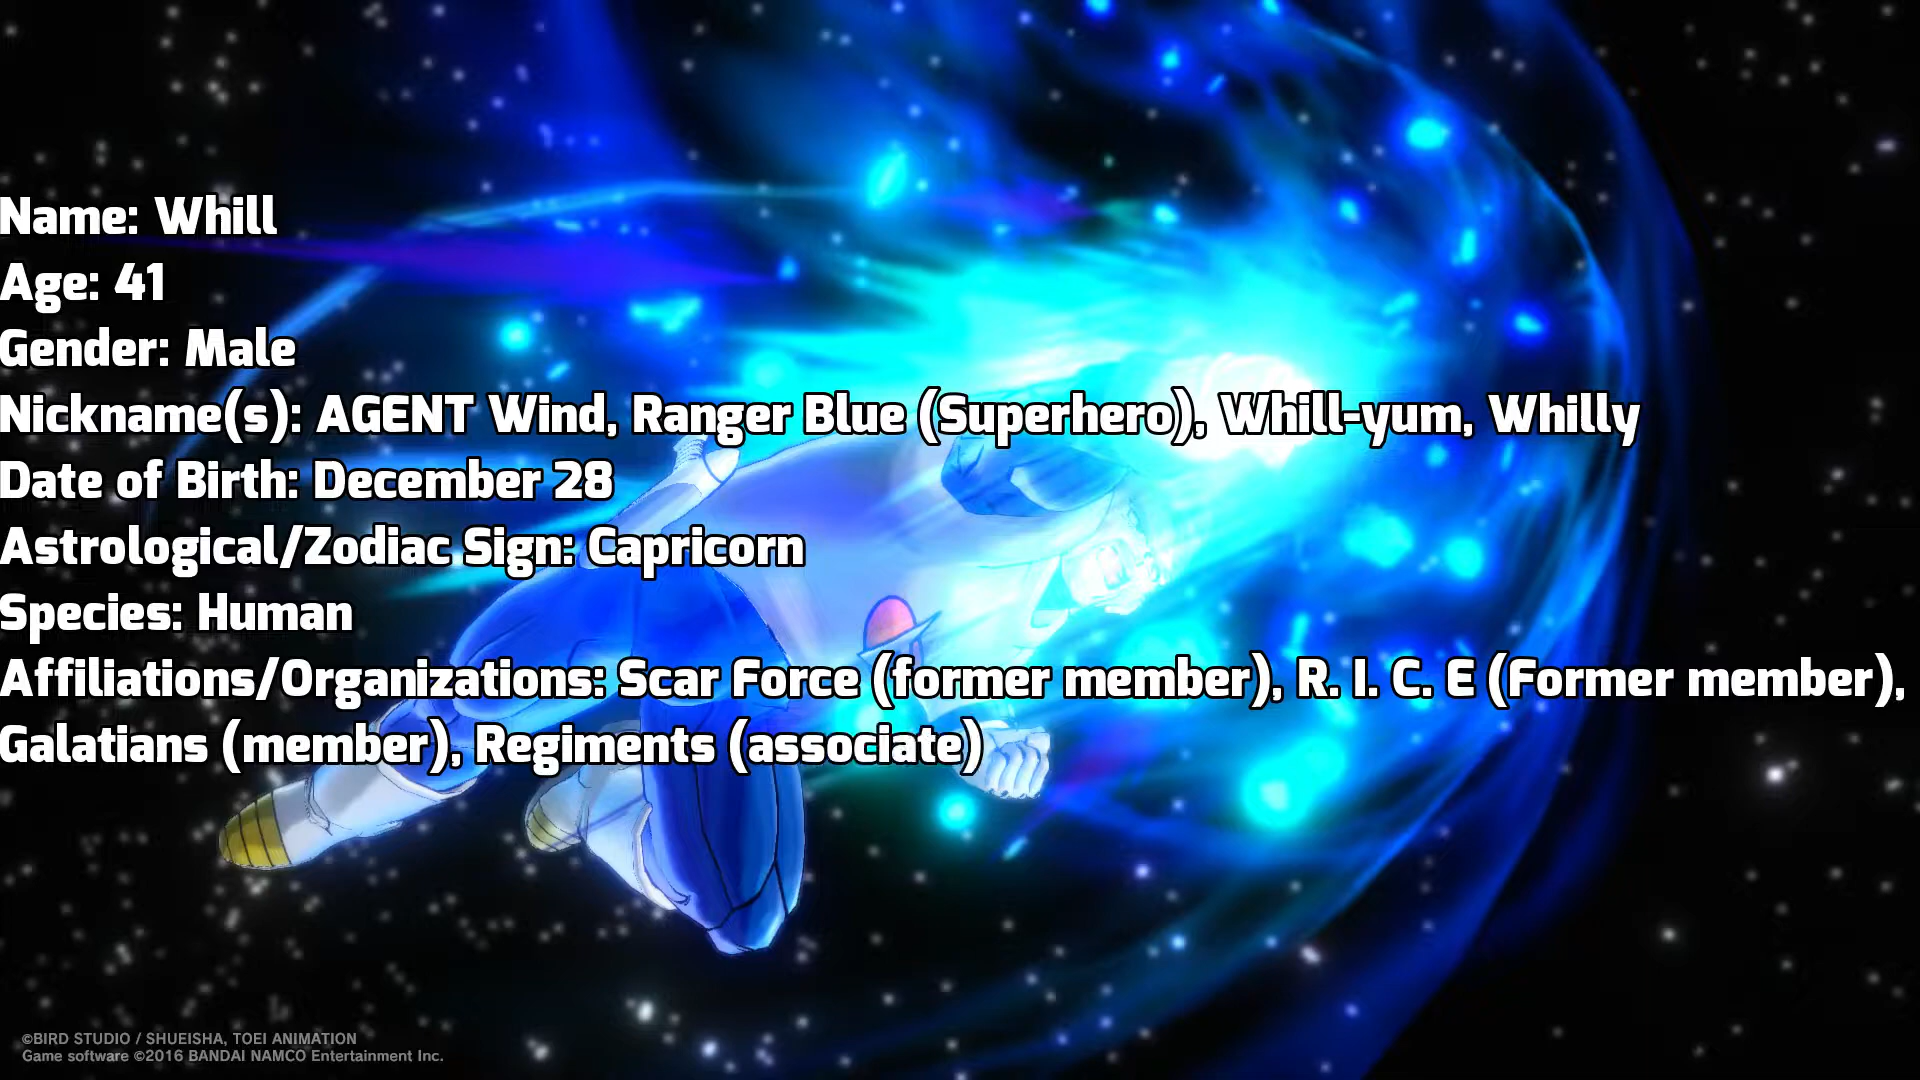 Name: Whill
Age: 41
Gender: Male
Nickname(s): AGENT Wind, Ranger Blue (Superhero), Whill-yum, Whilly
Date of Birth: December 28
Astrological/Zodiac Sign: Capricorn
Species: Human
Affiliations/Organizations: Scar Force (former member), R. I. C. E (Former member),
Galatians (member), Regiments (associate)
©BIRD STUDIO / SHUEISHA, TOEI ANIMATION
Game software ©2016 BANDAI NAMCO Entertainment Inc.